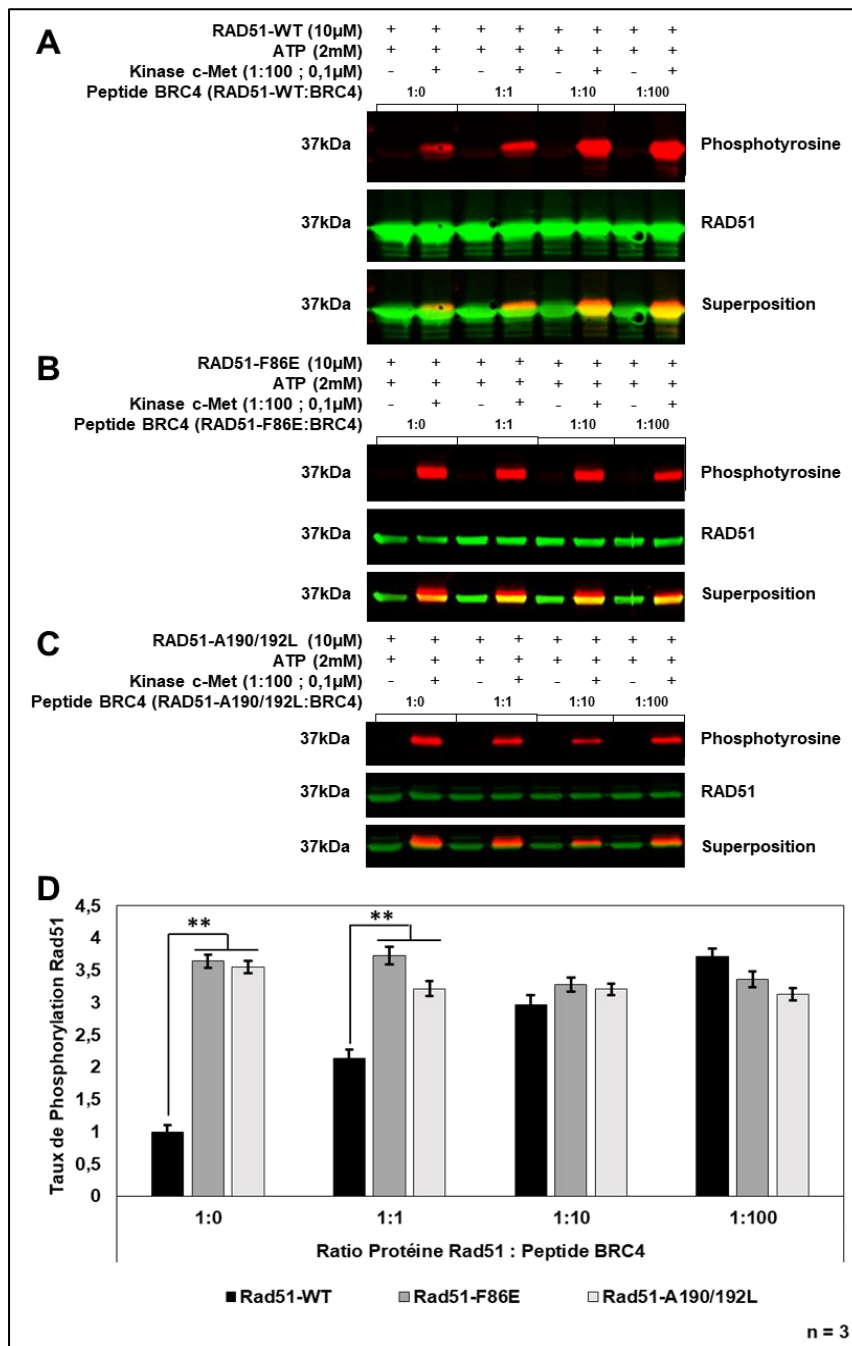 A
RAD51-WT (10µM) + + + + + + + +
ATP (2mM) + + + + + + + +
Kinase c-Met (1:100 ; 0,1µM) - + - + - + - +
Peptide BRC4 (RAD51-WT:BRC4) 1:0 1:1 1:10 1:100
37kDa Phosphotyrosine
37kDa RAD51
37kDa Superposition
B
RAD51-F86E (10µM) + + + + + + + +
ATP (2mM) + + + + + + + +
Kinase c-Met (1:100 ; 0,1µM) - + - + - + - +
Peptide BRC4 (RAD51-F86E:BRC4) 1:0 1:1 1:10 1:100
37kDa Phosphotyrosine
37kDa RAD51
37kDa Superposition
C
RAD51-A190/192L (10µM) + + + + + + + +
ATP (2mM) + + + + + + + +
Kinase c-Met (1:100 ; 0,1µM) - + - + - + - +
Peptide BRC4 (RAD51-A190/192L:BRC4) 1:0 1:1 1:10 1:100
37kDa Phosphotyrosine
37kDa RAD51
37kDa Superposition
D
Taux de Phosphorylation Rad51
4,5
4
3,5
3
2,5
2
1,5
1
0,5
0
** **
1:0 1:1 1:10 1:100
Ratio Protéine Rad51 : Peptide BRC4
Rad51-WT Rad51-F86E Rad51-A190/192L
n = 3